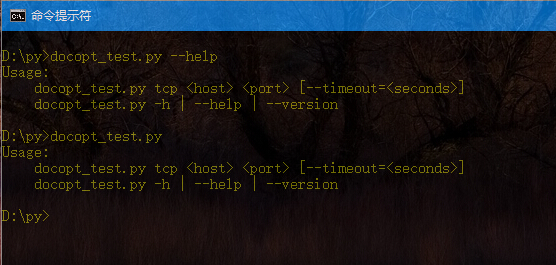 命令提示符
D:\py>docopt_test.py --help
Usage:
docopt_test.py tcp <host> <port> [--timeout=<seconds>]
docopt_test.py -h | --help | --version
D:\py>docopt_test.py
Usage:
docopt_test.py tcp <host> <port> [--timeout=<seconds>]
docopt_test.py -h | --help | --version
D:\py>